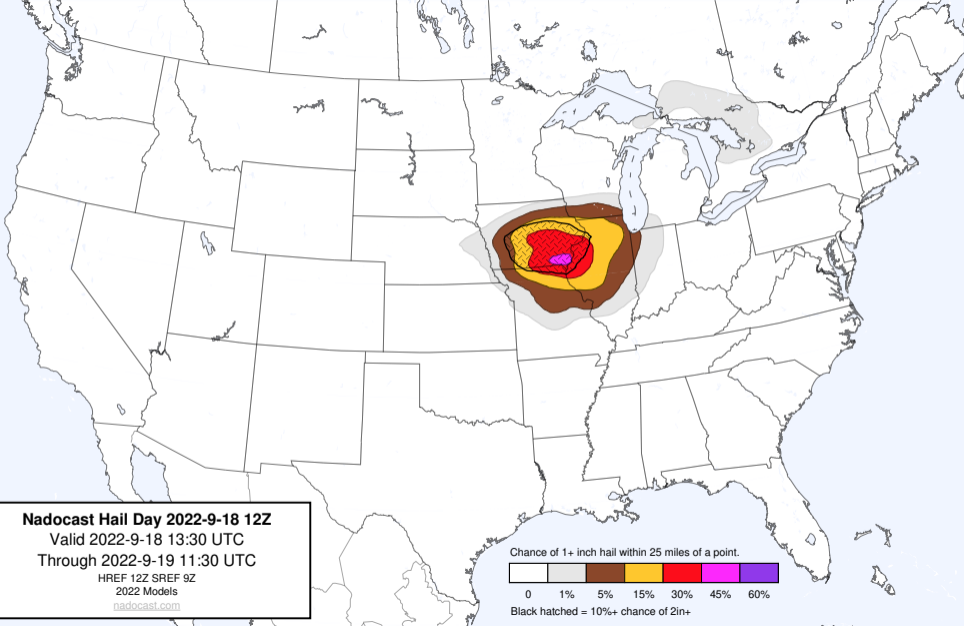 Nadocast Hail Day 2022-9-18 12Z
Valid 2022-9-18 13:30 UTC
Through 2022-9-19 11:30 UTC
HREF 12Z SREF 9Z
2022 Models
nadocast.com
Chance of 1+ inch hail within 25 miles of a point.
0 1% 5% 15% 30% 45% 60%
Black hatched = 10%+ chance of 2in+